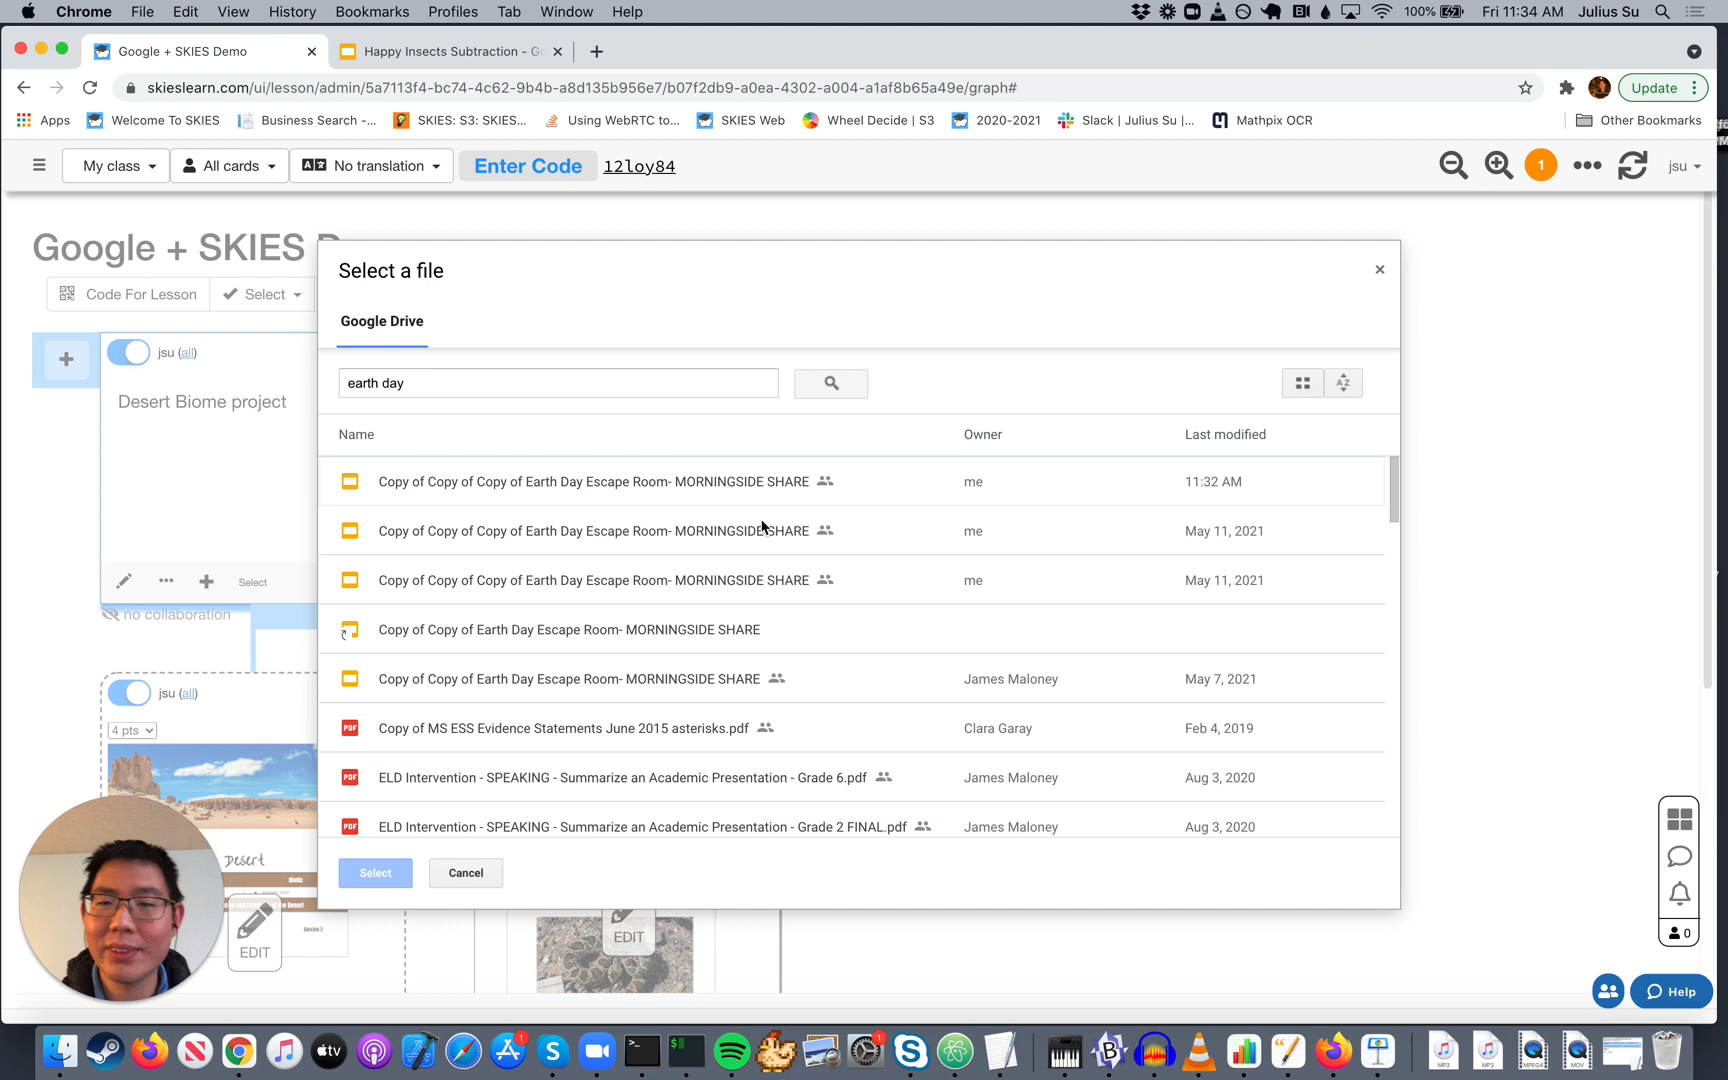 Chrome File Edit View History Bookmarks Profiles Tab Window Help 100% Fri 11:34 AM Julius Su
Google + SKIES Demo Happy Insects Subtraction - G
skieslearn.com/ui/lesson/admin/5a7113f4-bc74-4c62-9b4b-a8d135b956e7/b07f2db9-a0ea-4302-a004-a1af8b65a49e/graph# Update
Apps Welcome To SKIES Business Search -... SKIES: S3: SKIES... Using WebRTC to... SKIES Web Wheel Decide | S3 2020-2021 Slack | Julius Su |... Mathpix OCR Other Bookmarks
My class All cards No translation Enter Code 12loy84 1 jsu
Google + SKIES D
Select a file
Code For Lesson Select
Google Drive
jsu (all)
earth day
Desert Biome project
Name Owner Last modified
Copy of Copy of Copy of Earth Day Escape Room- MORNINGSIDE SHARE me 11:32 AM
Copy of Copy of Copy of Earth Day Escape Room- MORNINGSIDE SHARE me May 11, 2021
Copy of Copy of Copy of Earth Day Escape Room- MORNINGSIDE SHARE me May 11, 2021
Select
no collaboration
Copy of Copy of Earth Day Escape Room- MORNINGSIDE SHARE
Copy of Copy of Earth Day Escape Room- MORNINGSIDE SHARE James Maloney May 7, 2021
jsu (all)
4 pts
PDF Copy of MS ESS Evidence Statements June 2015 asterisks.pdf Clara Garay Feb 4, 2019
PDF ELD Intervention - SPEAKING - Summarize an Academic Presentation - Grade 6.pdf James Maloney Aug 3, 2020
PDF ELD Intervention - SPEAKING - Summarize an Academic Presentation - Grade 2 FINAL.pdf James Maloney Aug 3, 2020
Select Cancel
Desert
EDIT
EDIT
0
Help
tv
MP3 MP3 MPEG4 MOV